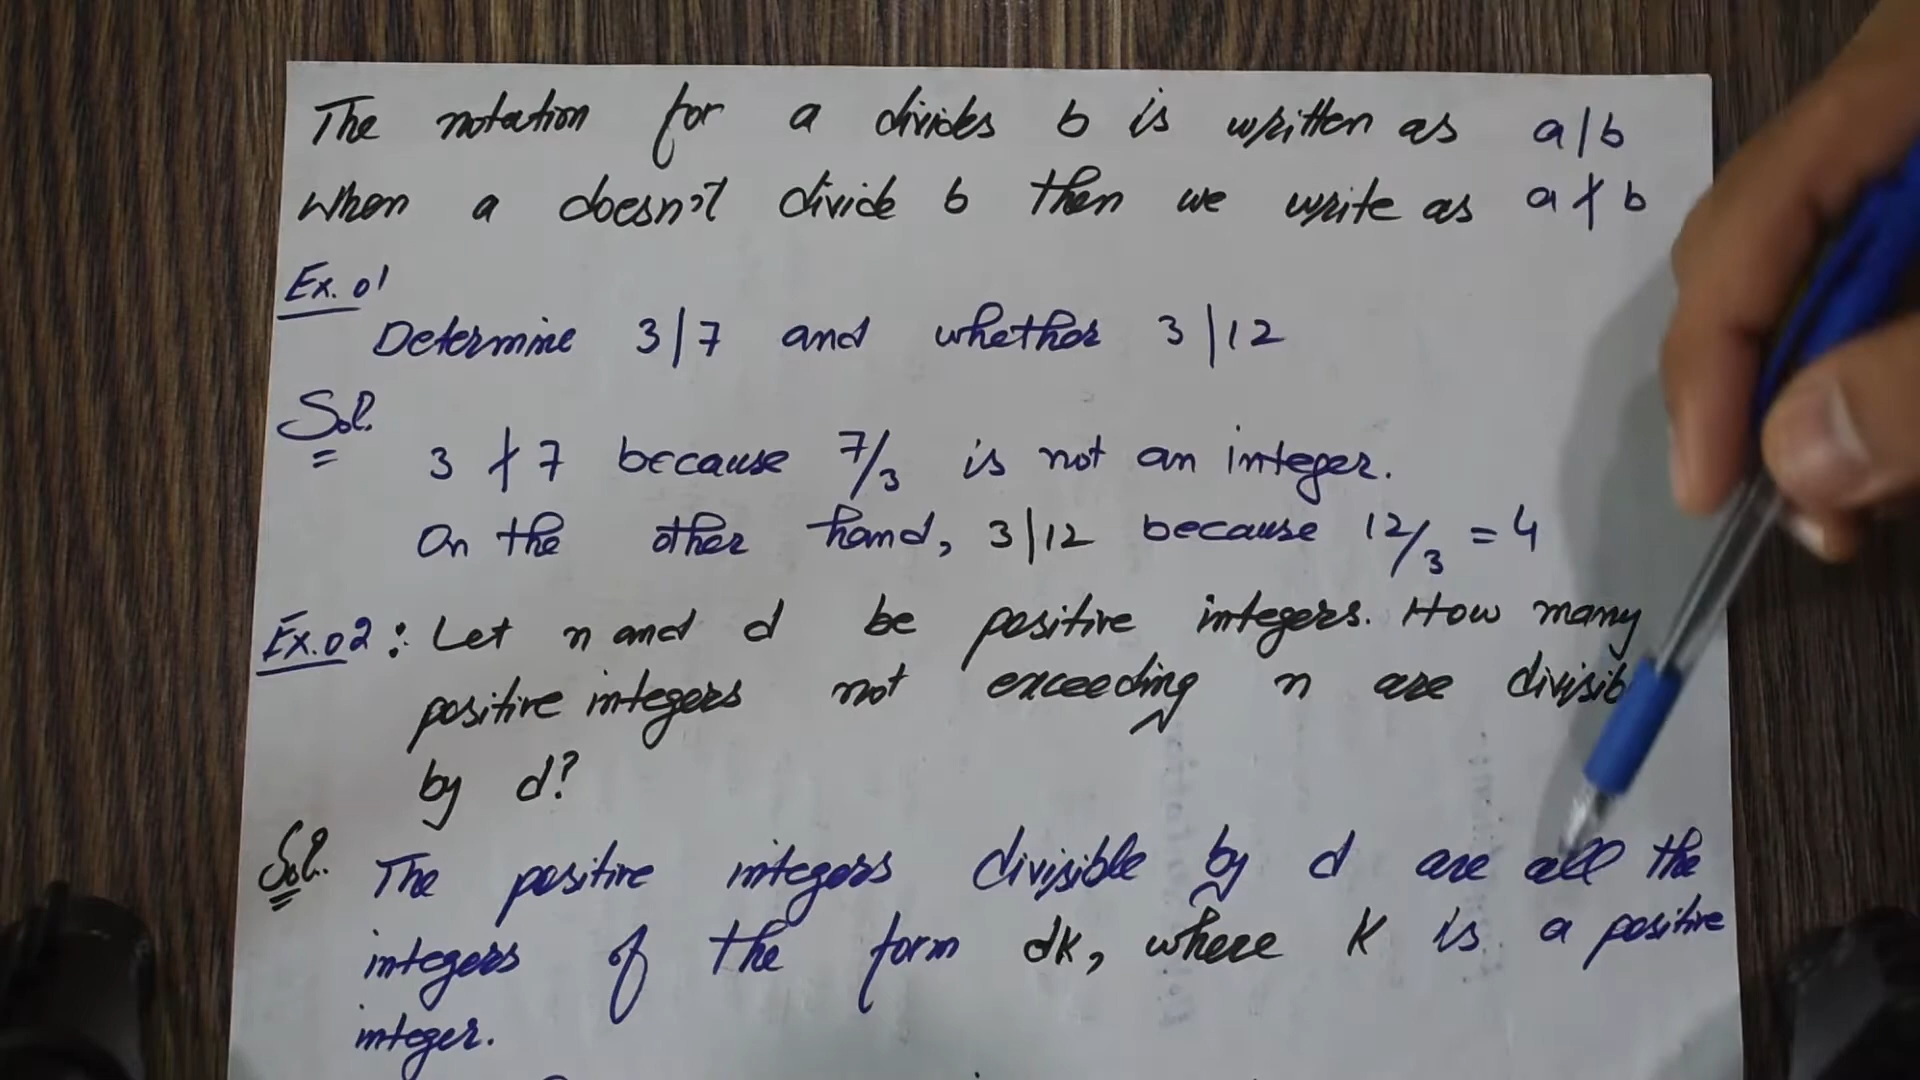 The notation for a divides b is written as a|b
When a doesn't divide b then we write as a ∤ b
Ex.01
Determine 3|7 and whether 3|12
Sol.
3 ∤ 7 because 7/3 is not an integer.
On the other hand, 3|12 because 12/3 = 4
Ex.02: Let n and d be positive integers. How many
positive integers not exceeding n are divisib
by d?
Sol. The positive integers divisible by d are all the
integers of the form dk, where k is a positive
integer.